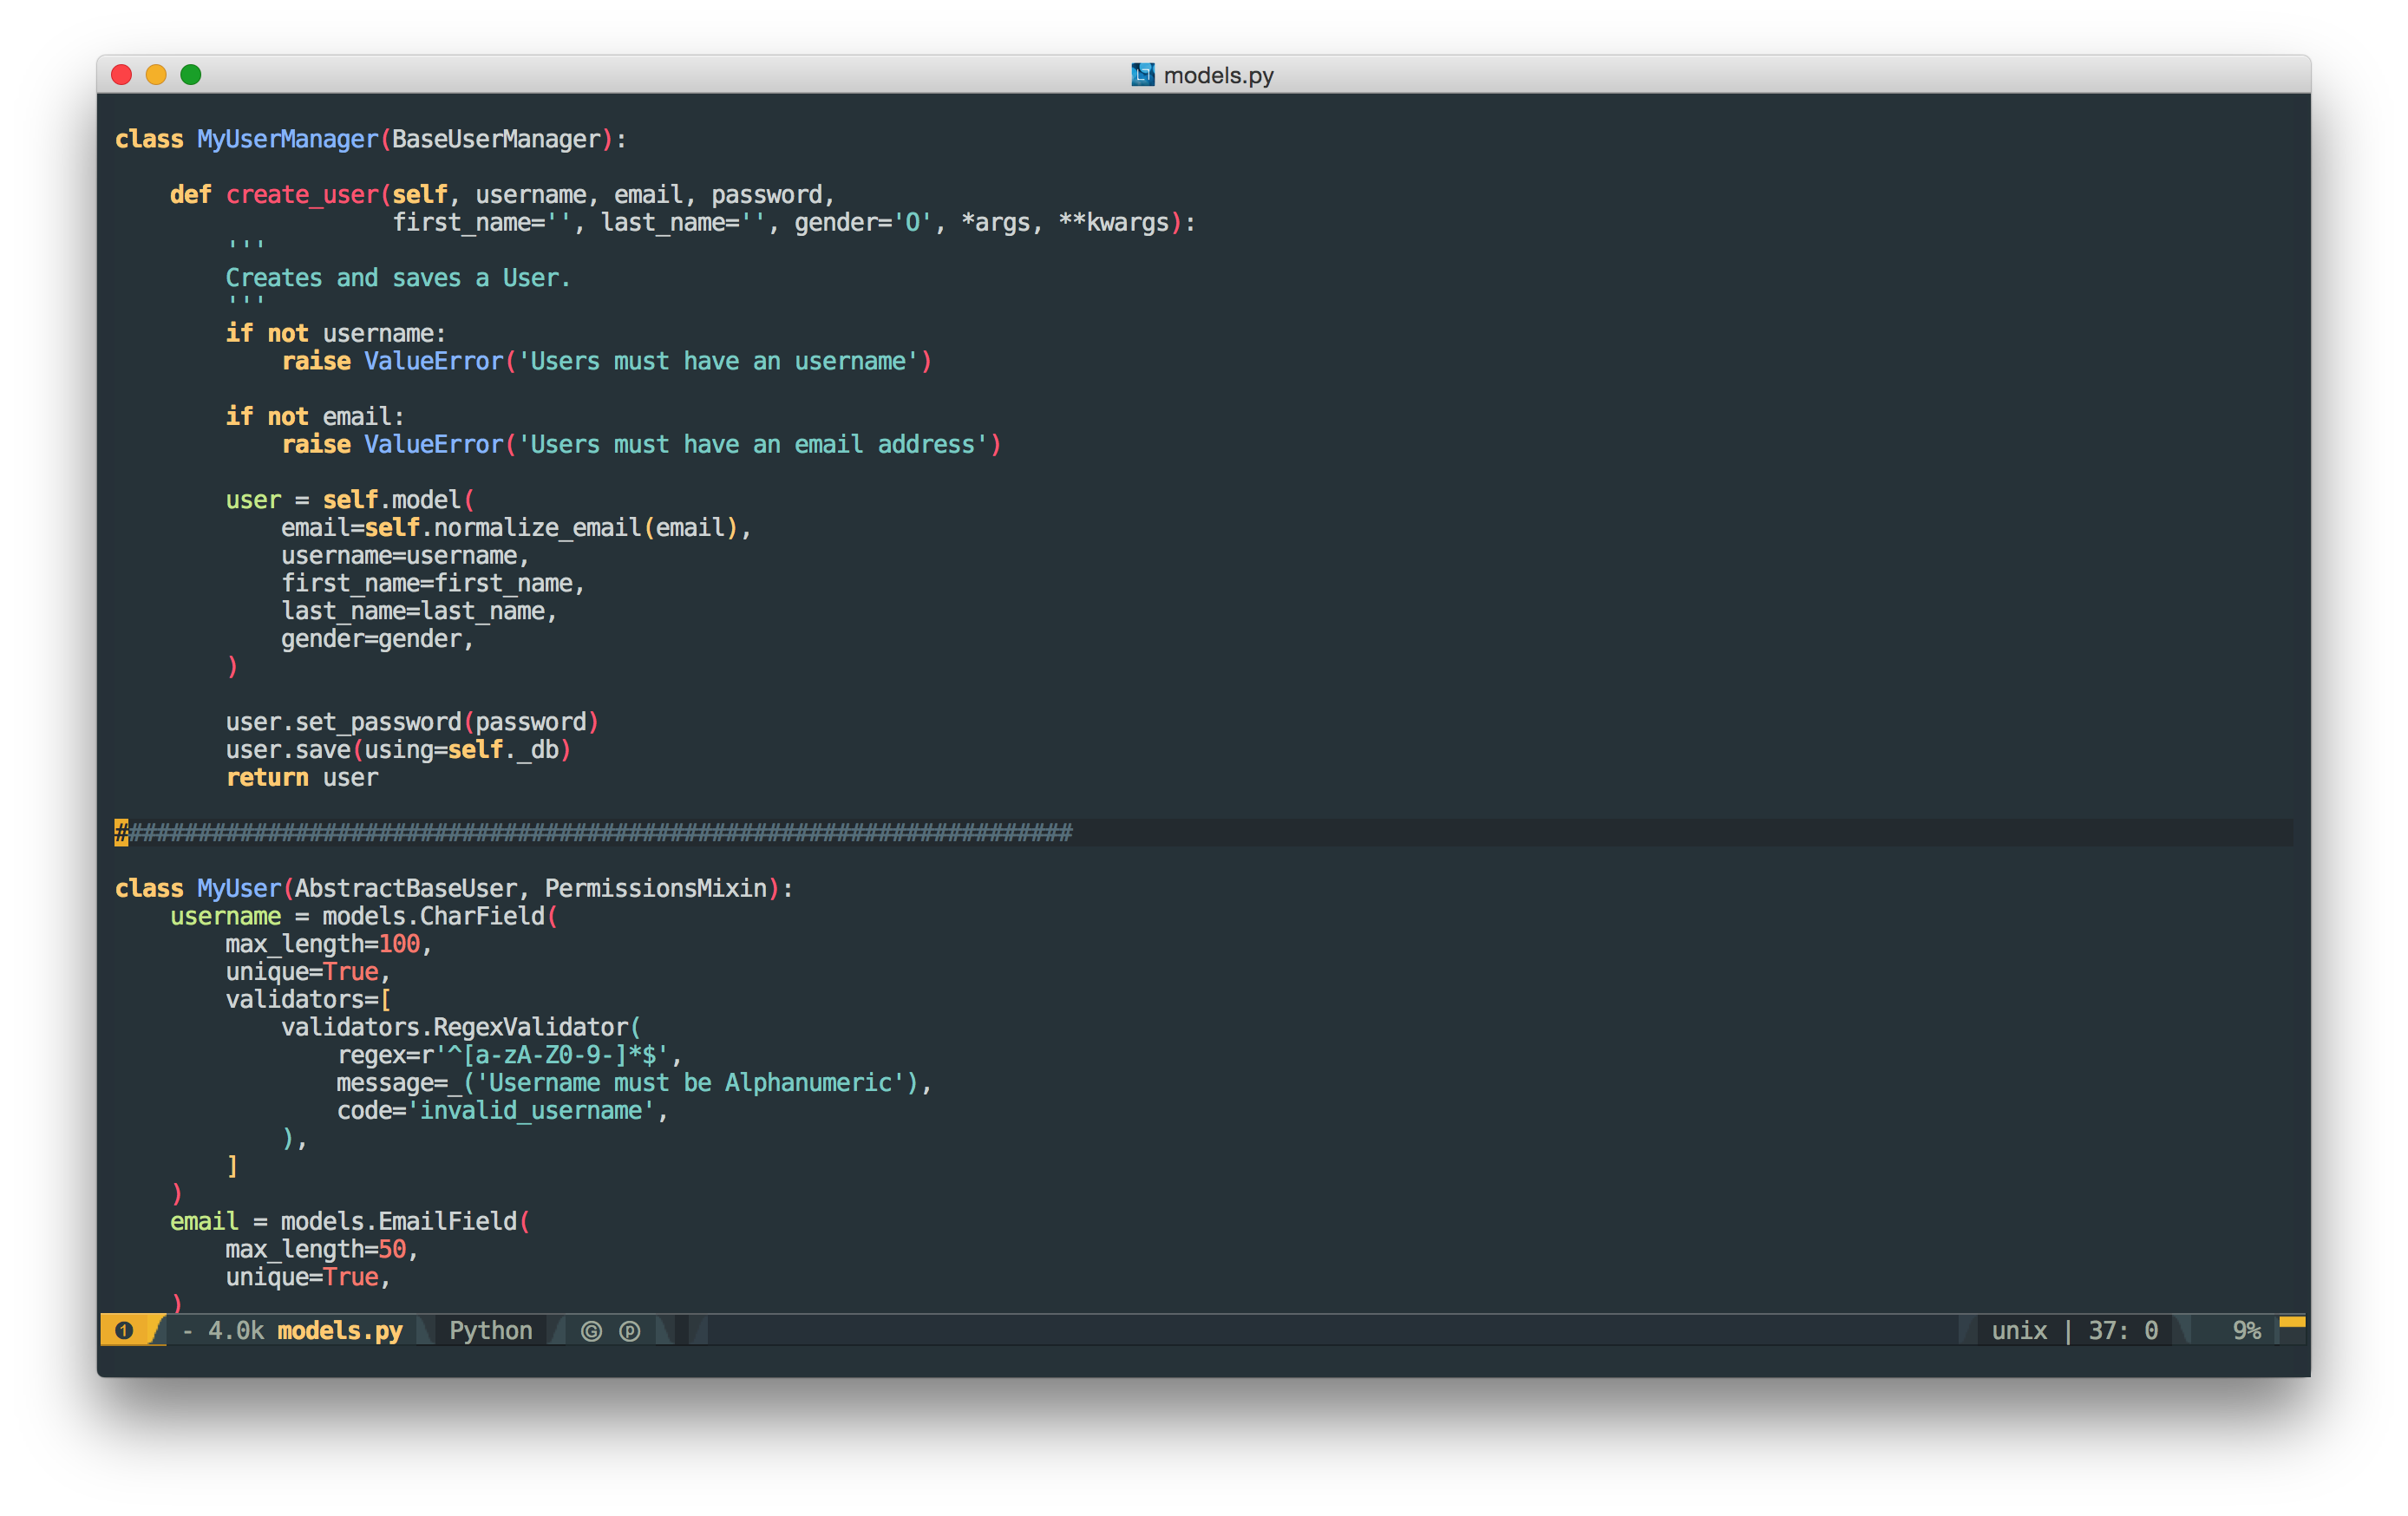 models.py
class MyUserManager(BaseUserManager):
    def create_user(self, username, email, password,
                    first_name='', last_name='', gender='O', *args, **kwargs):
        '''
        Creates and saves a User.
        '''
        if not username:
            raise ValueError('Users must have an username')
        if not email:
            raise ValueError('Users must have an email address')
        user = self.model(
            email=self.normalize_email(email),
            username=username,
            first_name=first_name,
            last_name=last_name,
            gender=gender,
        )
        user.set_password(password)
        user.save(using=self._db)
        return user
#####################################################################
class MyUser(AbstractBaseUser, PermissionsMixin):
    username = models.CharField(
        max_length=100,
        unique=True,
        validators=[
            validators.RegexValidator(
                regex=r'^[a-zA-Z0-9-]*$',
                message=_('Username must be Alphanumeric'),
                code='invalid_username',
            ),
        ]
    )
    email = models.EmailField(
        max_length=50,
        unique=True,
    )
❶ - 4.0k models.py Python Ⓖ ⓟ unix | 37: 0 9%